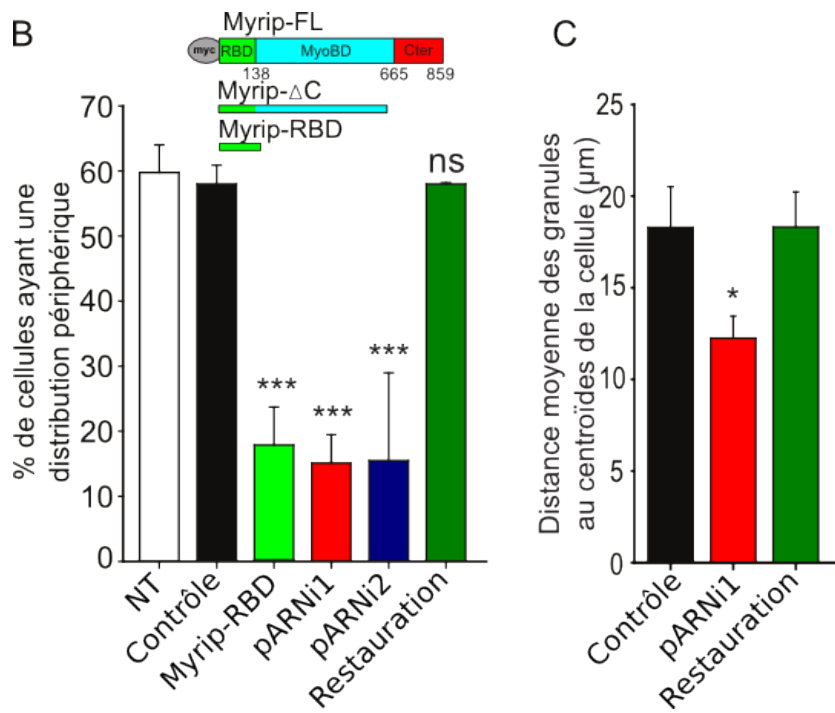 B
Myrip-FL
myc RBD MyoBD Cter
138 665 859
Myrip-△C
Myrip-RBD
% de cellules ayant une
distribution périphérique
70
60
50
40
30
20
10
0
***
***
***
ns
NT
Contrôle
Myrip-RBD
pARNi1
pARNi2
Restauration
C
Distance moyenne des granules
au centroïdes de la cellule (µm)
25
20
15
10
5
0
*
Contrôle
pARNi1
Restauration